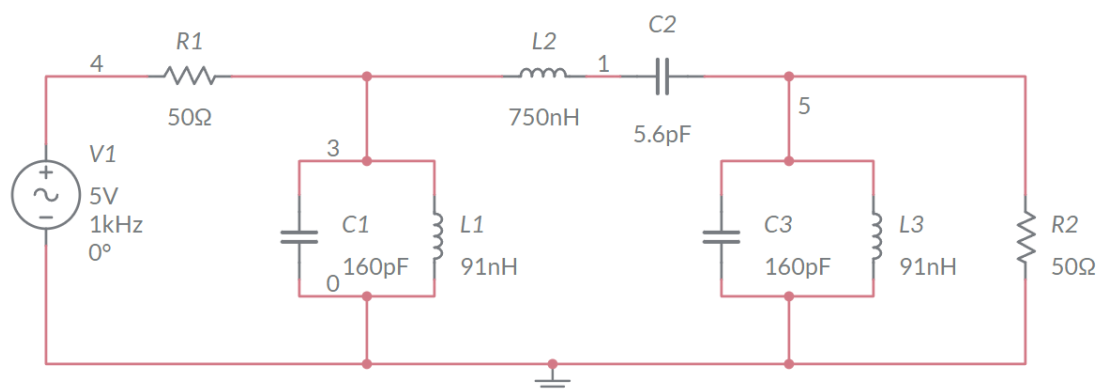 R1
50Ω
4
V1
5V
1kHz
0°
3
C1
160pF
0
L1
91nH
L2
750nH
1
C2
5.6pF
5
C3
160pF
L3
91nH
R2
50Ω